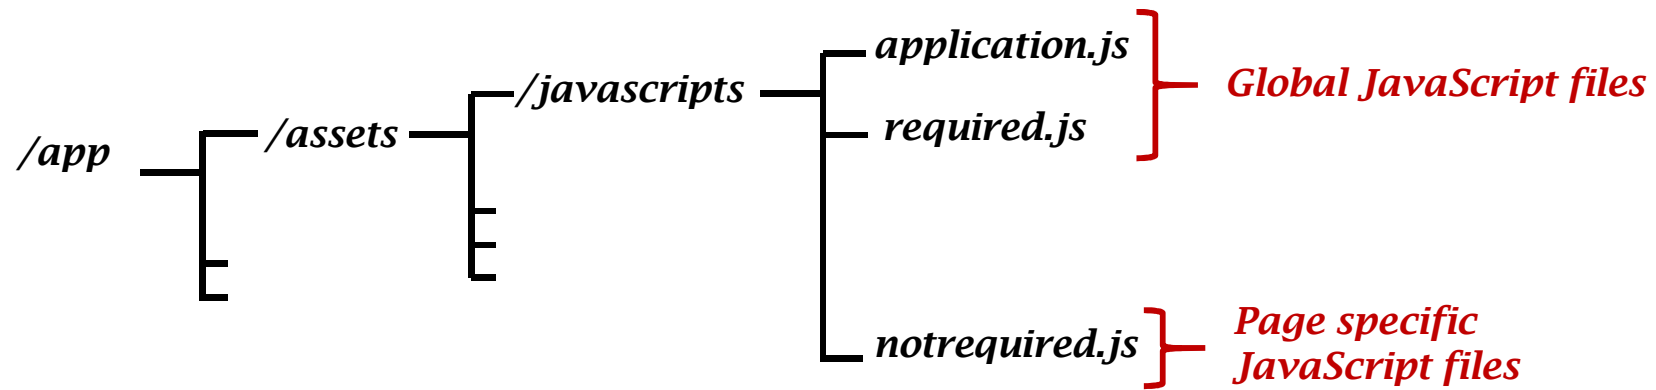 /app
/assets
/javascripts
application.js
required.js
Global JavaScript files
notrequired.js
Page specific
JavaScript files